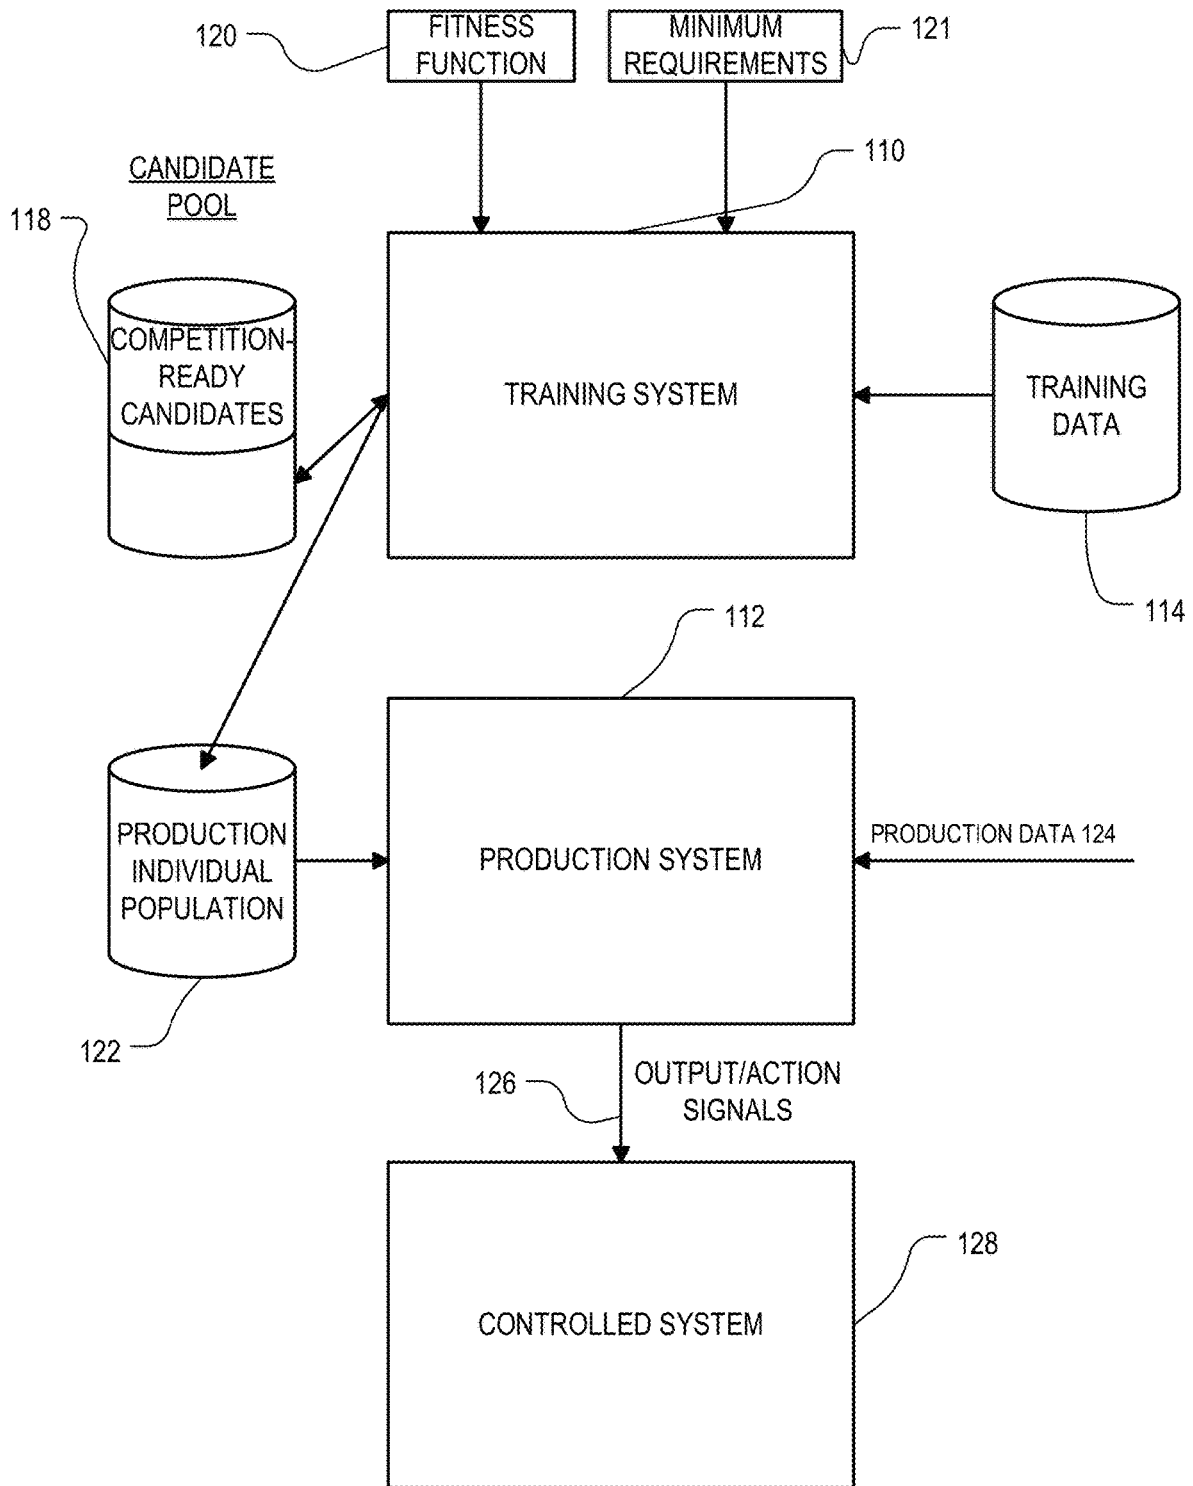 120
FITNESS
FUNCTION
MINIMUM
REQUIREMENTS
121
110
CANDIDATE
POOL
118
COMPETITION-
READY
CANDIDATES
TRAINING SYSTEM
TRAINING
DATA
114
112
PRODUCTION
INDIVIDUAL
POPULATION
PRODUCTION SYSTEM
PRODUCTION DATA 124
122
126
OUTPUT/ACTION
SIGNALS
128
CONTROLLED SYSTEM